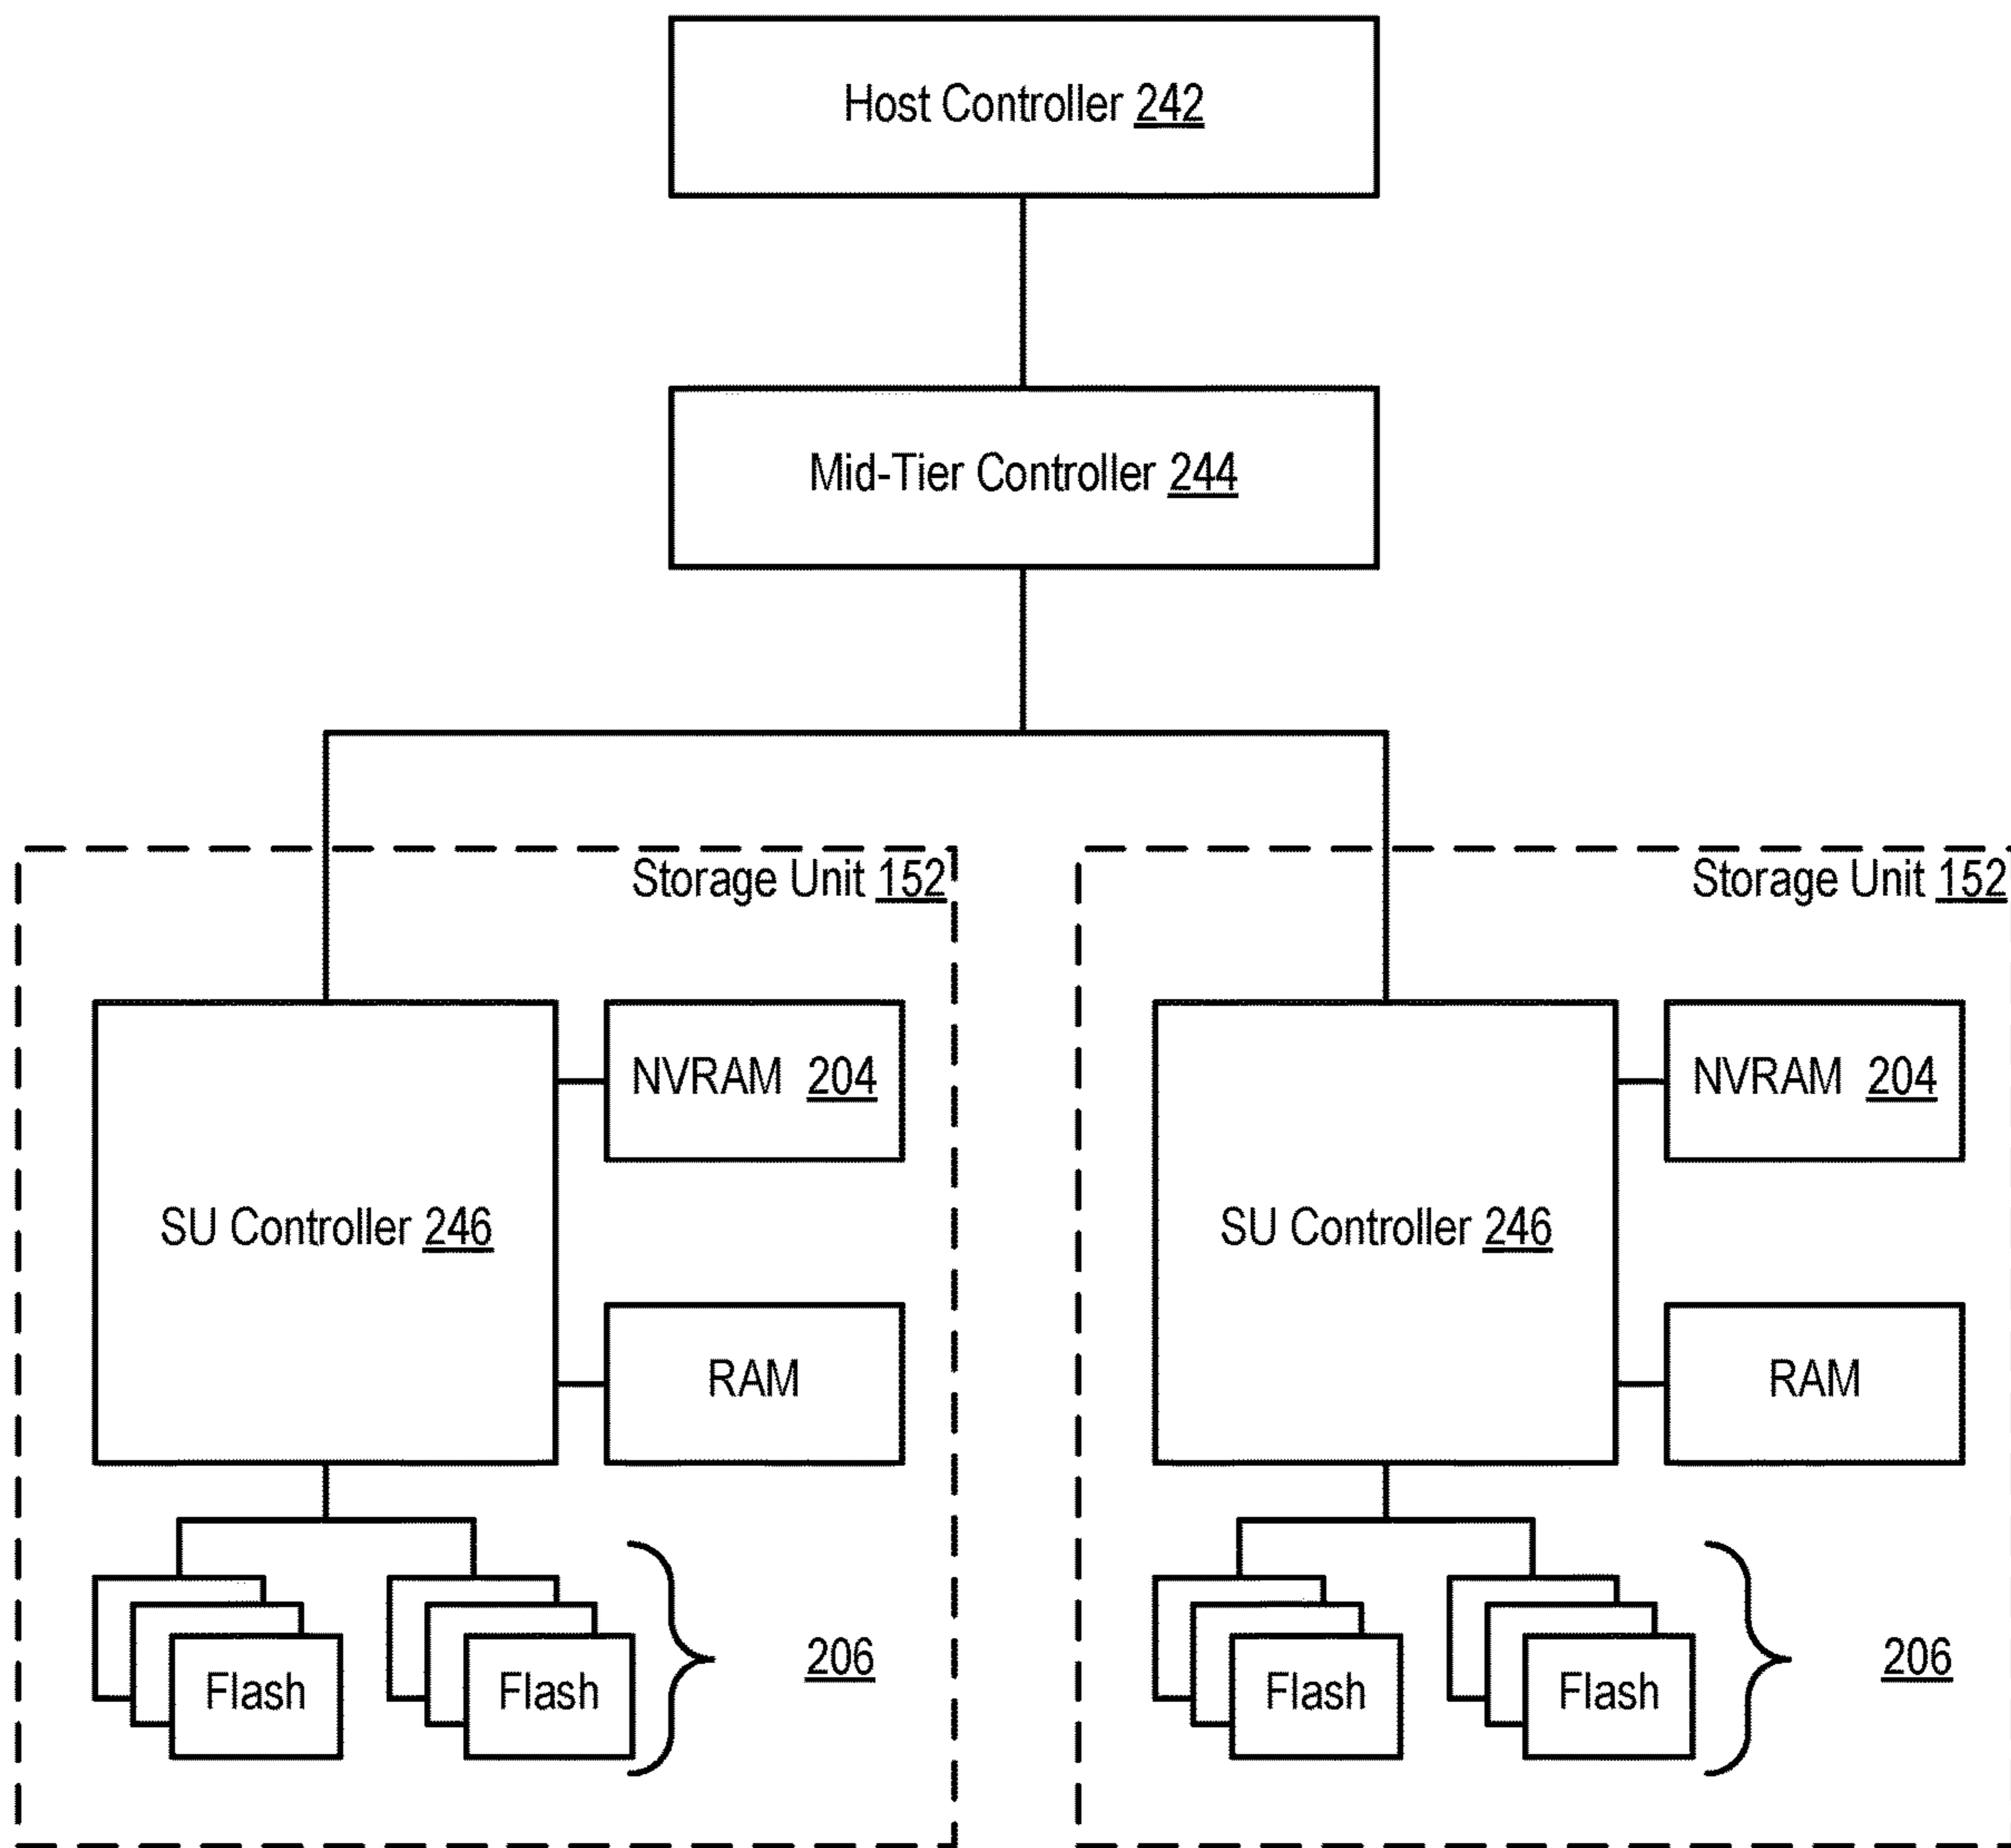 Host Controller 242
Mid-Tier Controller 244
Storage Unit 152
NVRAM 204
SU Controller 246
RAM
Flash
Flash
206
Storage Unit 152
NVRAM 204
SU Controller 246
RAM
Flash
Flash
206